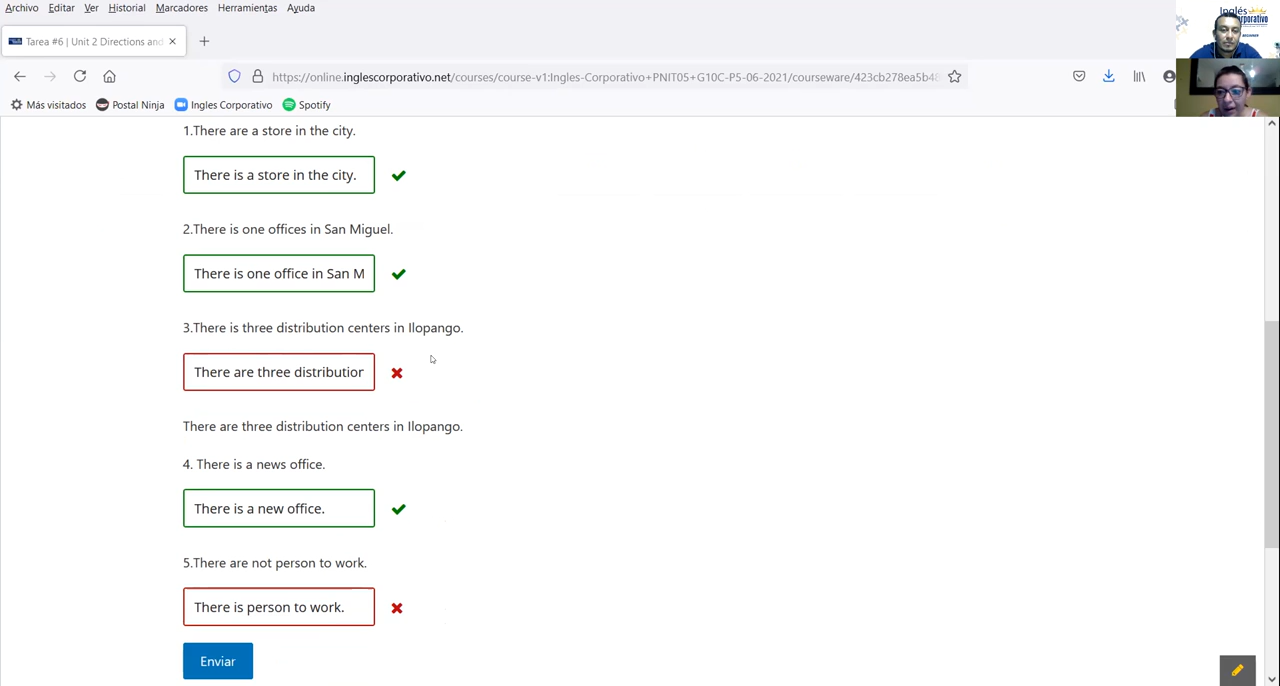 Archivo Editar Ver Historial Marcadores Herramientas Ayuda
Tarea #6 | Unit 2 Directions and
https://online.inglescorporativo.net/courses/course-v1:Ingles-Corporativo+PNIT05+G10C-P5-06-2021/courseware/423cb278ea5b48
Más visitados Postal Ninja Ingles Corporativo Spotify
Inglés
1.There are a store in the city.
There is a store in the city.
2.There is one offices in San Miguel.
There is one office in San M
3.There is three distribution centers in Ilopango.
There are three distribution
There are three distribution centers in Ilopango.
4. There is a news office.
There is a new office.
5.There are not person to work.
There is person to work.
Enviar